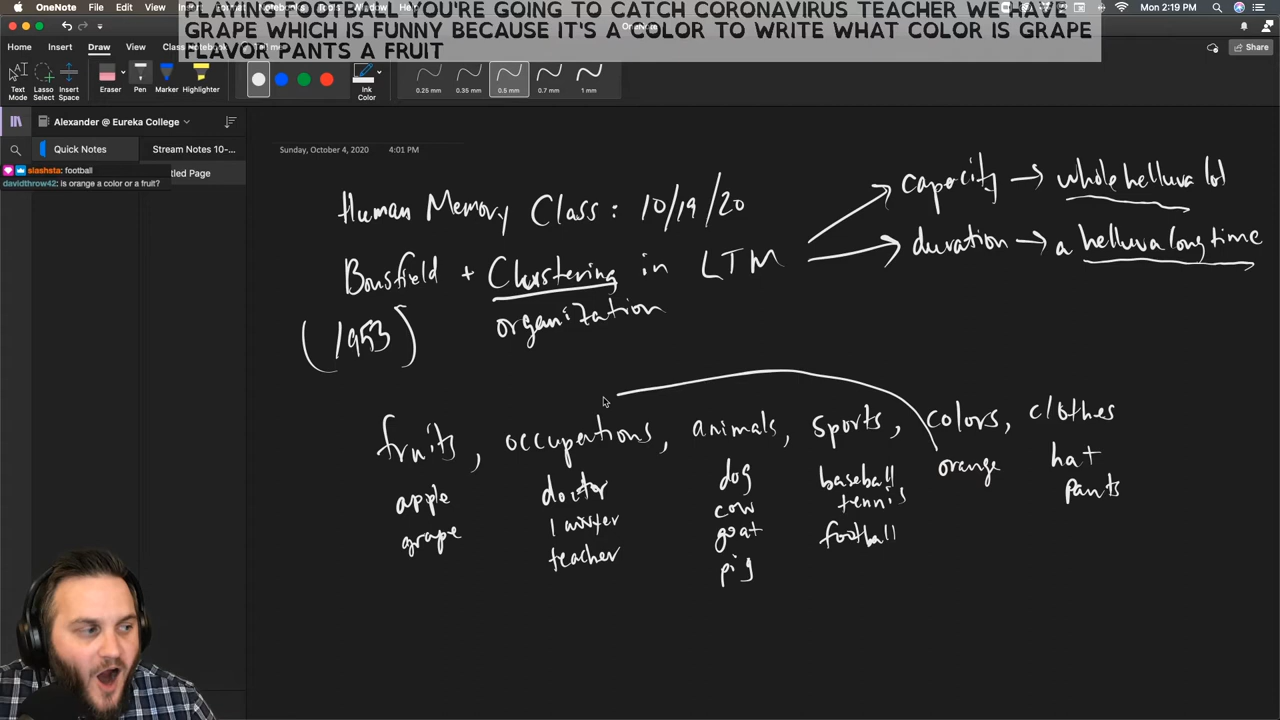 OneNote File Edit View Insert Format Notebooks Tools Window Help Mon 2:19 PM
PLAYING FOOTBALL YOU'RE GOING TO CATCH CORONAVIRUS TEACHER WE HAVE
GRAPE WHICH IS FUNNY BECAUSE IT'S A COLOR TO WRITE WHAT COLOR IS GRAPE
FLAVOR PANTS A FRUIT
Home Insert Draw View Share
Text Mode Lasso Select Insert Space Eraser Pen Marker Highlighter Ink Color 0.25 mm 0.35 mm 0.5 mm 0.7 mm 1 mm
Alexander @ Eureka College
Quick Notes Stream Notes 10-...
slashsta: football
davidthrow42: is orange a color or a fruit?
Sunday, October 4, 2020 4:01 PM
Human Memory Class: 10/19/20
capacity → whole helluva lot
duration → a helluva long time
Bousfield + Clustering in LTM
(1953) organization
fruits, occupations, animals, sports, colors, clothes
apple doctor dog baseball orange hat
grape cow tennis pants
teacher goat football
pig